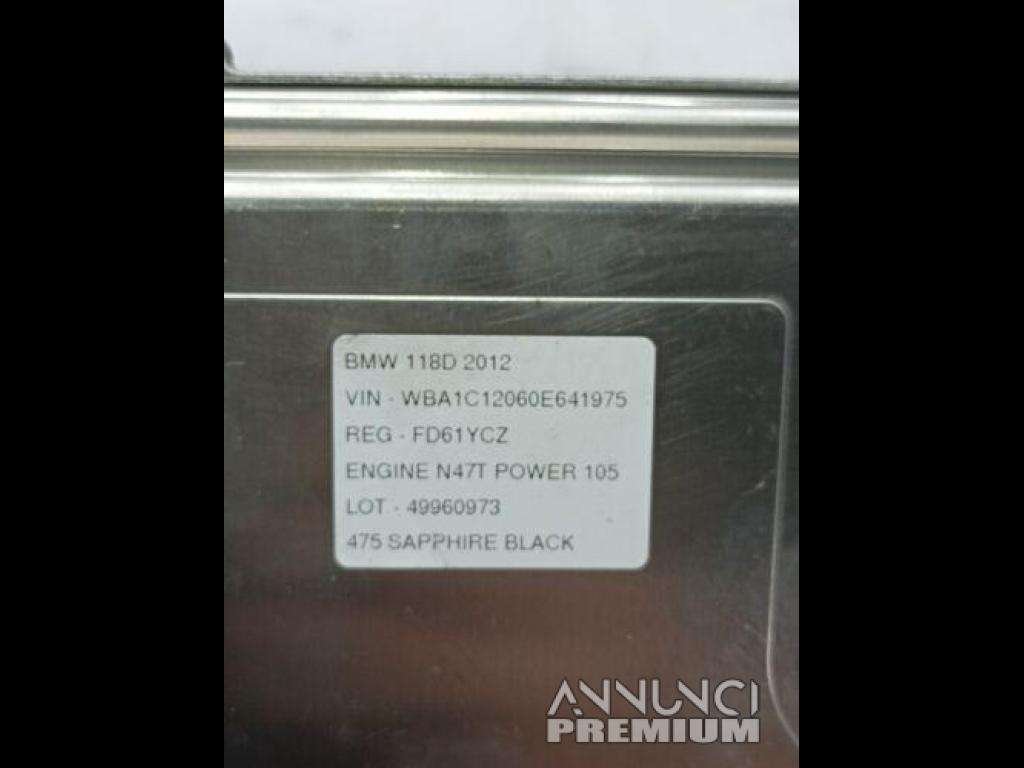 BMW 118D 2012
VIN - WBA1C12060E641975
REG - FD61YCZ
ENGINE N47T POWER 105
LOT - 49960973
475 SAPPHIRE BLACK
ANNUNCI
PREMIUM